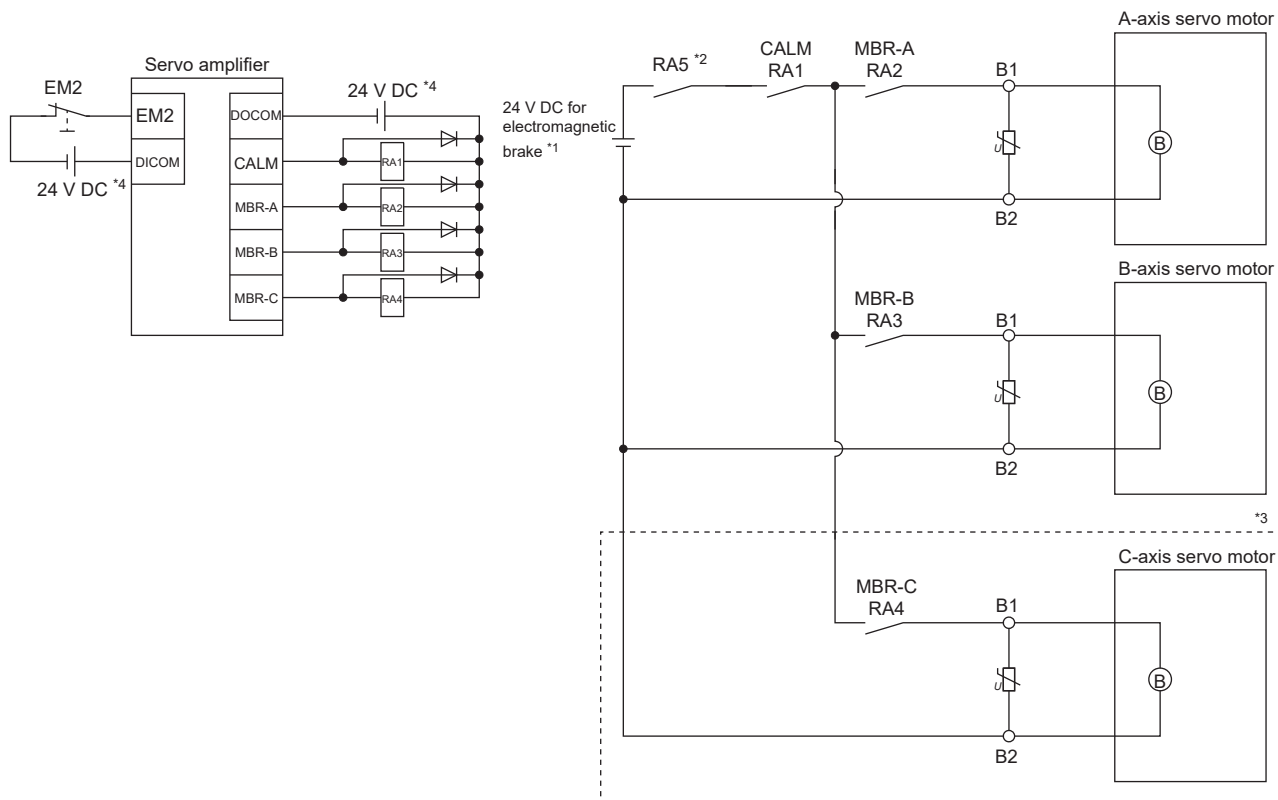 A-axis servo motor
Servo amplifier
EM2
EM2
DICOM
24 V DC *4
DOCOM
CALM
MBR-A
MBR-B
MBR-C
24 V DC *4
RA1
RA2
RA3
RA4
24 V DC for
electromagnetic
brake *1
RA5 *2
CALM
RA1
MBR-A
RA2
B1
U
B
B2
B-axis servo motor
MBR-B
RA3
B1
U
B
B2
*3
C-axis servo motor
MBR-C
RA4
B1
U
B
B2